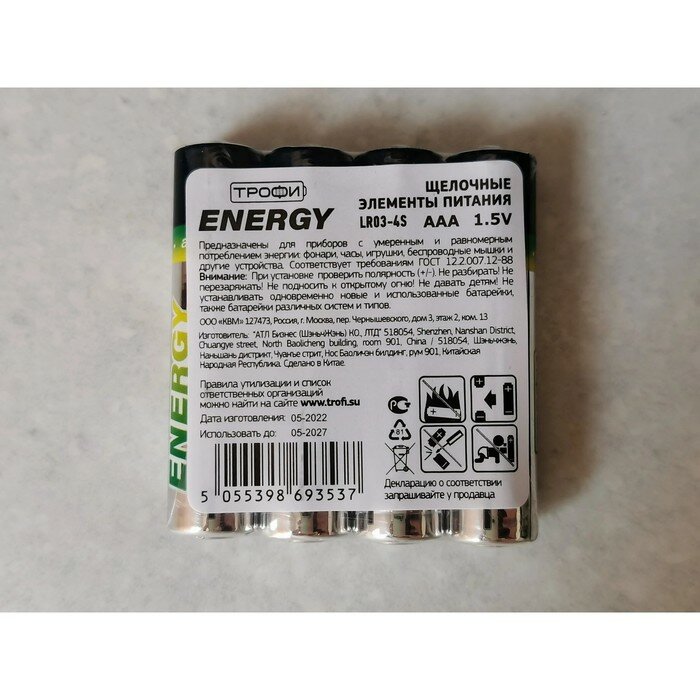 ТРОФИ
ENERGY
ЩЕЛОЧНЫЕ
ЭЛЕМЕНТЫ ПИТАНИЯ
LR03-4S AAA 1.5V
Предназначены для приборов с умеренным и равномерным
потреблением энергии: фонари, часы, игрушки, беспроводные мышки и
другие устройства. Соответствует требованиям ГОСТ 12.2.007.12-88
Внимание: При установке проверить полярность (+/-). Не разбирать! Не
перезаряжать! Не подносить к открытому огню! Не давать детям! Не
устанавливать одновременно новые и использованные батарейки,
также батарейки различных систем и типов.
ООО «КВМ» 127473, Россия, г. Москва, пер. Чернышевского, дом 3, этаж 2, ком. 13
Изготовитель: "АТЛ Бизнес (Шэньчжэнь) КО., ЛТД" 518054, Shenzhen, Nanshan District,
Chuangye street, North Baolicheng building, room 901, China / 518054, Шэньчжэнь,
Наньшань дистрикт, Чуанъе стрит, Нос Баоличэн билдинг, рум 901, Китайская
Народная Республика. Сделано в Китае.
Правила утилизации и список
ответственных организаций
можно найти на сайте www.trofi.su
Дата изготовления: 05-2022
Использовать до: 05-2027
5 055398 693537
81
Декларацию о соответствии
запрашивайте у продавца
ENERGY